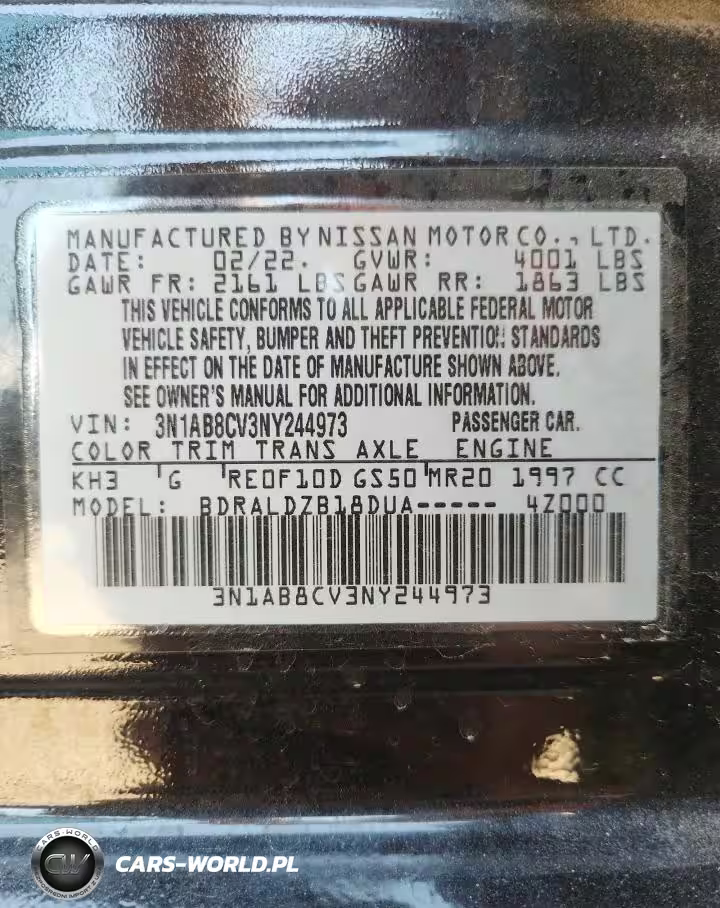 MANUFACTURED BY NISSAN MOTOR CO., LTD.
DATE: 02/22. GVWR: 4001 LBS
GAWR FR: 2161 LBS GAWR RR: 1863 LBS
THIS VEHICLE CONFORMS TO ALL APPLICABLE FEDERAL MOTOR
VEHICLE SAFETY, BUMPER AND THEFT PREVENTION STANDARDS
IN EFFECT ON THE DATE OF MANUFACTURE SHOWN ABOVE.
SEE OWNER'S MANUAL FOR ADDITIONAL INFORMATION.
VIN: 3N1AB8CV3NY244973 PASSENGER CAR.
COLOR TRIM TRANS AXLE ENGINE
KH3 G RE0F10D GS50 MR20 1997 CC
MODEL: BDRALDZB18DUA----- 4Z000
3N1AB8CV3NY244973
CARS-WORLD
CARS-WORLD.PL